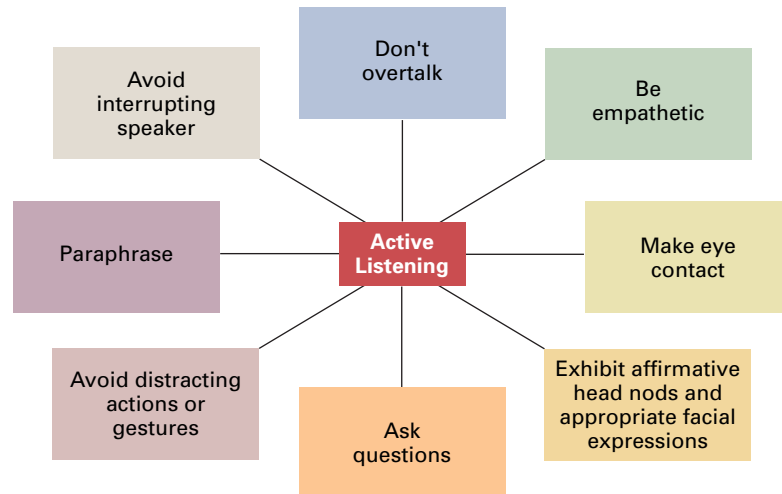 Don't
overtalk
Avoid
interrupting
speaker
Be
empathetic
Paraphrase
Active
Listening
Make eye
contact
Avoid distracting
actions or
gestures
Ask
questions
Exhibit affirmative
head nods and
appropriate facial
expressions